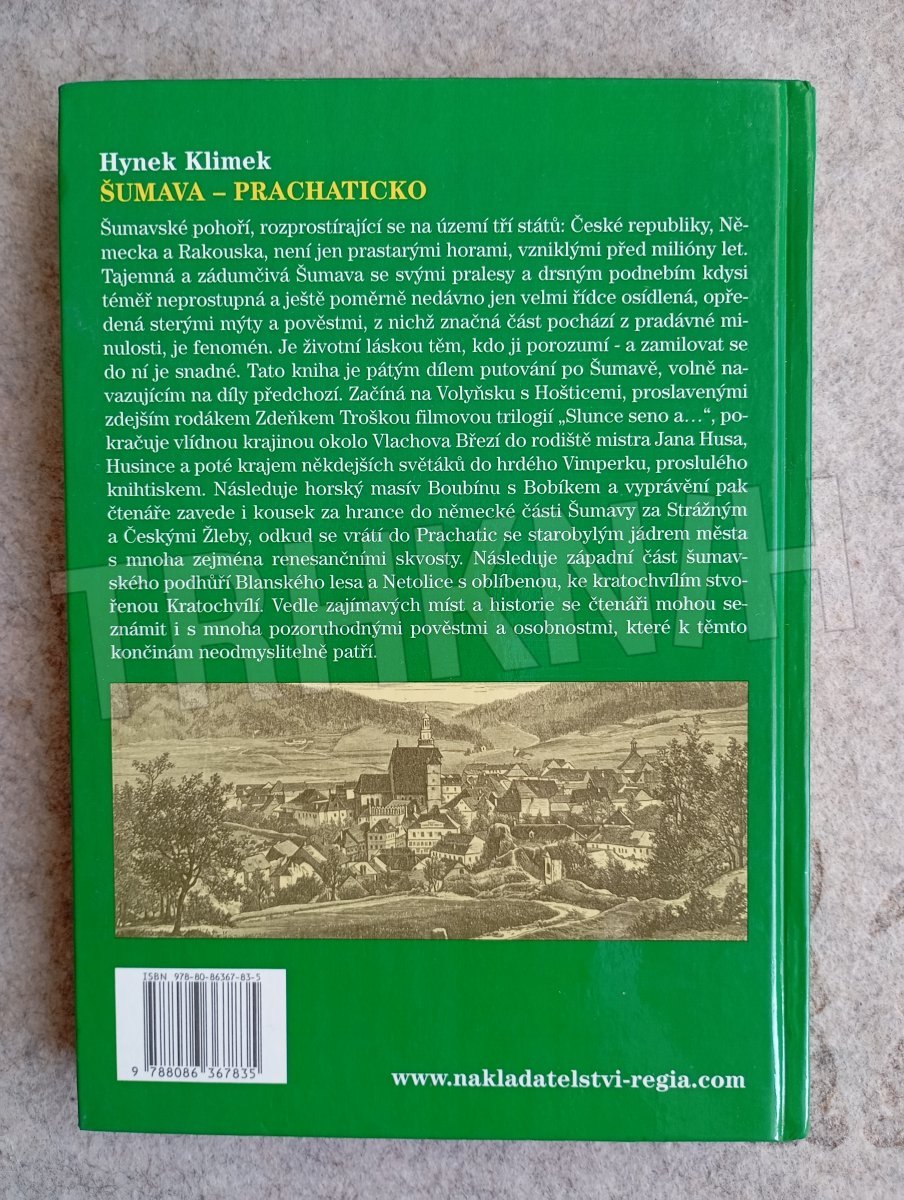 Hynek Klimek
ŠUMAVA – PRACHATICKO
Šumavské pohoří, rozprostírající se na území tří států: České republiky, Ně-
mecka a Rakouska, není jen prastarými horami, vzniklými před milióny let.
Tajemná a zádumčivá Šumava se svými pralesy a drsným podnebím kdysi
téměř neprostupná a ještě poměrně nedávno jen velmi řídce osídlená, opře-
dená sterými mýty a pověstmi, z nichž značná část pochází z pradávné mi-
nulosti, je fenomén. Je životní láskou těm, kdo ji porozumí - a zamilovat se
do ní je snadné. Tato kniha je pátým dílem putování po Šumavě, volně na-
vazujícím na díly předchozí. Začíná na Volyňsku s Hošticemi, proslavenými
zdejším rodákem Zdeňkem Troškou filmovou trilogií „Slunce seno a...“, po-
kračuje vlídnou krajinou okolo Vlachova Březí do rodiště mistra Jana Husa,
Husince a poté krajem někdejších světáků do hrdého Vimperku, proslulého
knihtiskem. Následuje horský masív Boubínu s Bobíkem a vyprávění pak
čtenáře zavede i kousek za hrance do německé části Šumavy za Strážným
a Českými Žleby, odkud se vrátí do Prachatic se starobylým jádrem města
s mnoha zejména renesančními skvosty. Následuje západní část šumav-
ského podhůří Blanského lesa a Netolice s oblíbenou, ke kratochvílím stvo-
řenou Kratochvílí. Vedle zajímavých míst a historie se čtenáři mohou se-
známit i s mnoha pozoruhodnými pověstmi a osobnostmi, které k těmto
končinám neodmyslitelně patří.
TRHKNIH
ISBN 978-80-86367-83-5
9 788086 367835
www.nakladatelstvi-regia.com